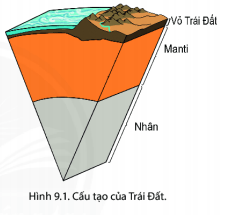 Vỏ Trái Đất
Manti
Nhân
Hình 9.1. Cấu tạo của Trái Đất.